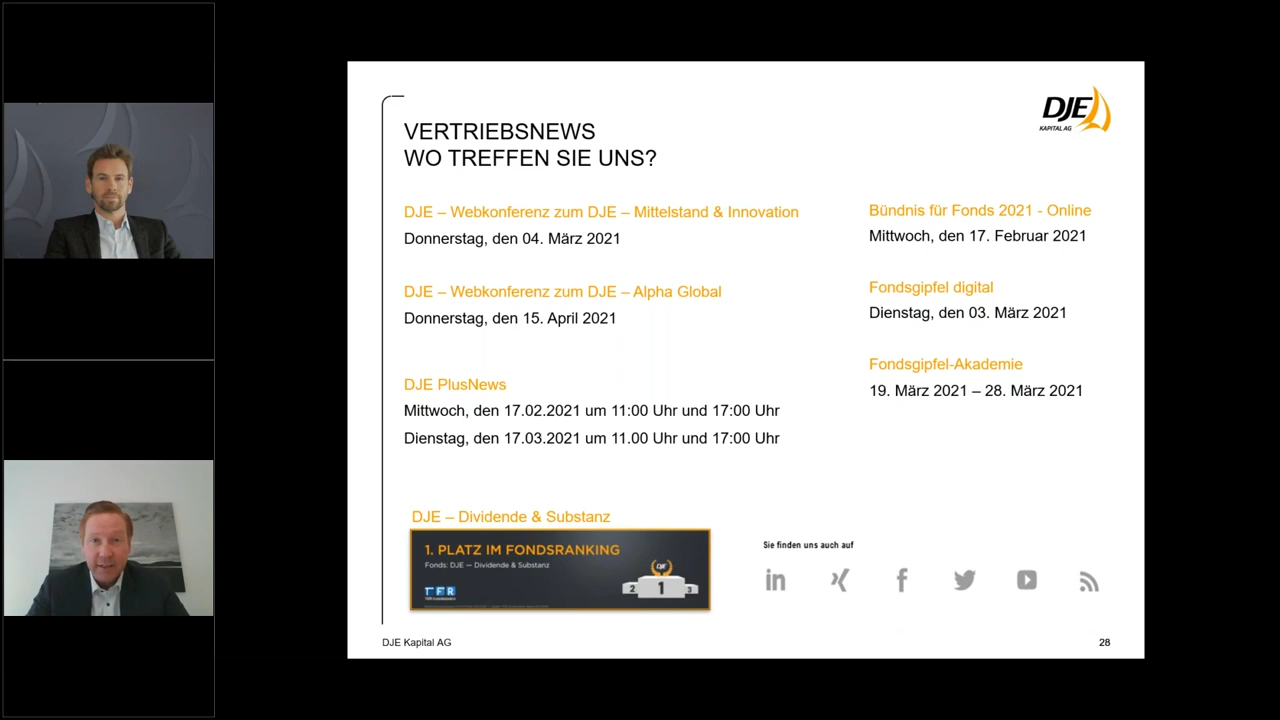 DJE
KAPITAL AG
VERTRIEBSNEWS
WO TREFFEN SIE UNS?
DJE – Webkonferenz zum DJE – Mittelstand & Innovation
Donnerstag, den 04. März 2021
DJE – Webkonferenz zum DJE – Alpha Global
Donnerstag, den 15. April 2021
DJE PlusNews
Mittwoch, den 17.02.2021 um 11:00 Uhr und 17:00 Uhr
Dienstag, den 17.03.2021 um 11.00 Uhr und 17:00 Uhr
Bündnis für Fonds 2021 - Online
Mittwoch, den 17. Februar 2021
Fondsgipfel digital
Dienstag, den 03. März 2021
Fondsgipfel-Akademie
19. März 2021 – 28. März 2021
DJE – Dividende & Substanz
1. PLATZ IM FONDSRANKING
Fonds: DJE — Dividende & Substanz
TFR
DJE
2 1 3
Sie finden uns auch auf
DJE Kapital AG
28